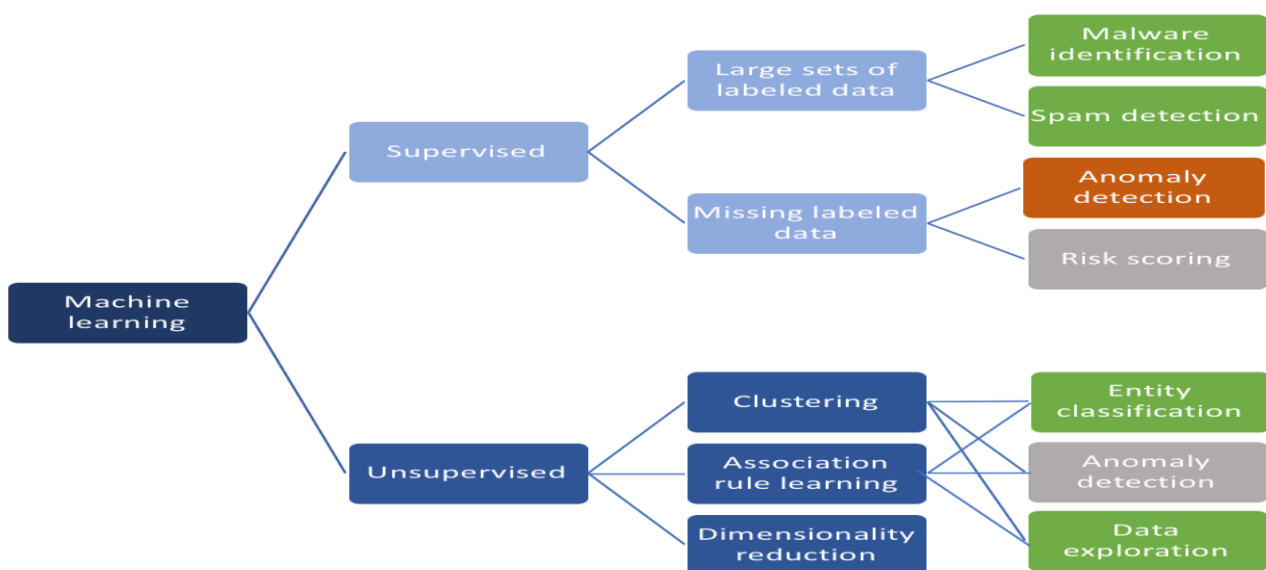 Malware
identification
Large sets of
labeled data
Spam detection
Supervised
Anomaly
detection
Missing labeled
data
Risk scoring
Machine
learning
Clustering
Entity
classification
Unsupervised
Association
rule learning
Anomaly
detection
Dimensionality
reduction
Data
exploration